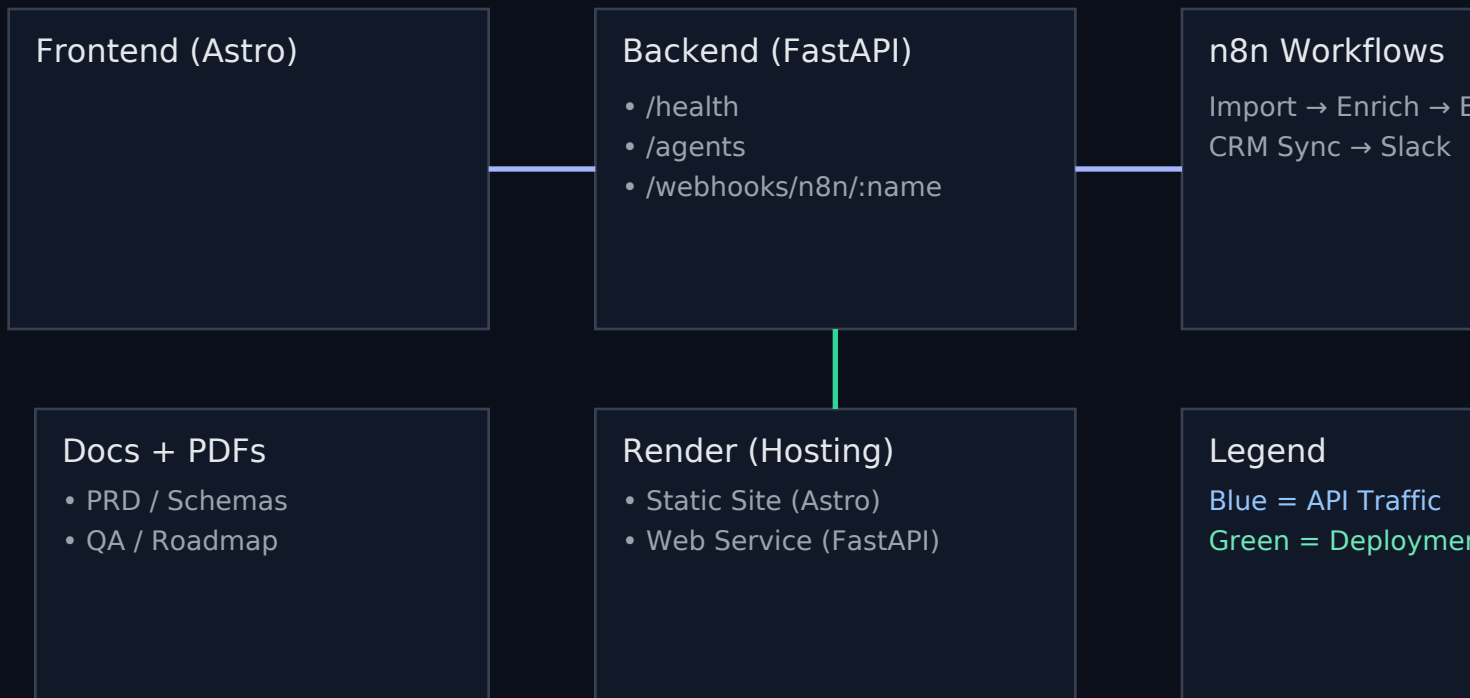 Frontend (Astro)
Backend (FastAPI)
• /health
• /agents
• /webhooks/n8n/:name
n8n Workflows
Import → Enrich →
CRM Sync → Slack
Docs + PDFs
• PRD / Schemas
• QA / Roadmap
Render (Hosting)
• Static Site (Astro)
• Web Service (FastAPI)
Legend
Blue = API Traffic
Green =